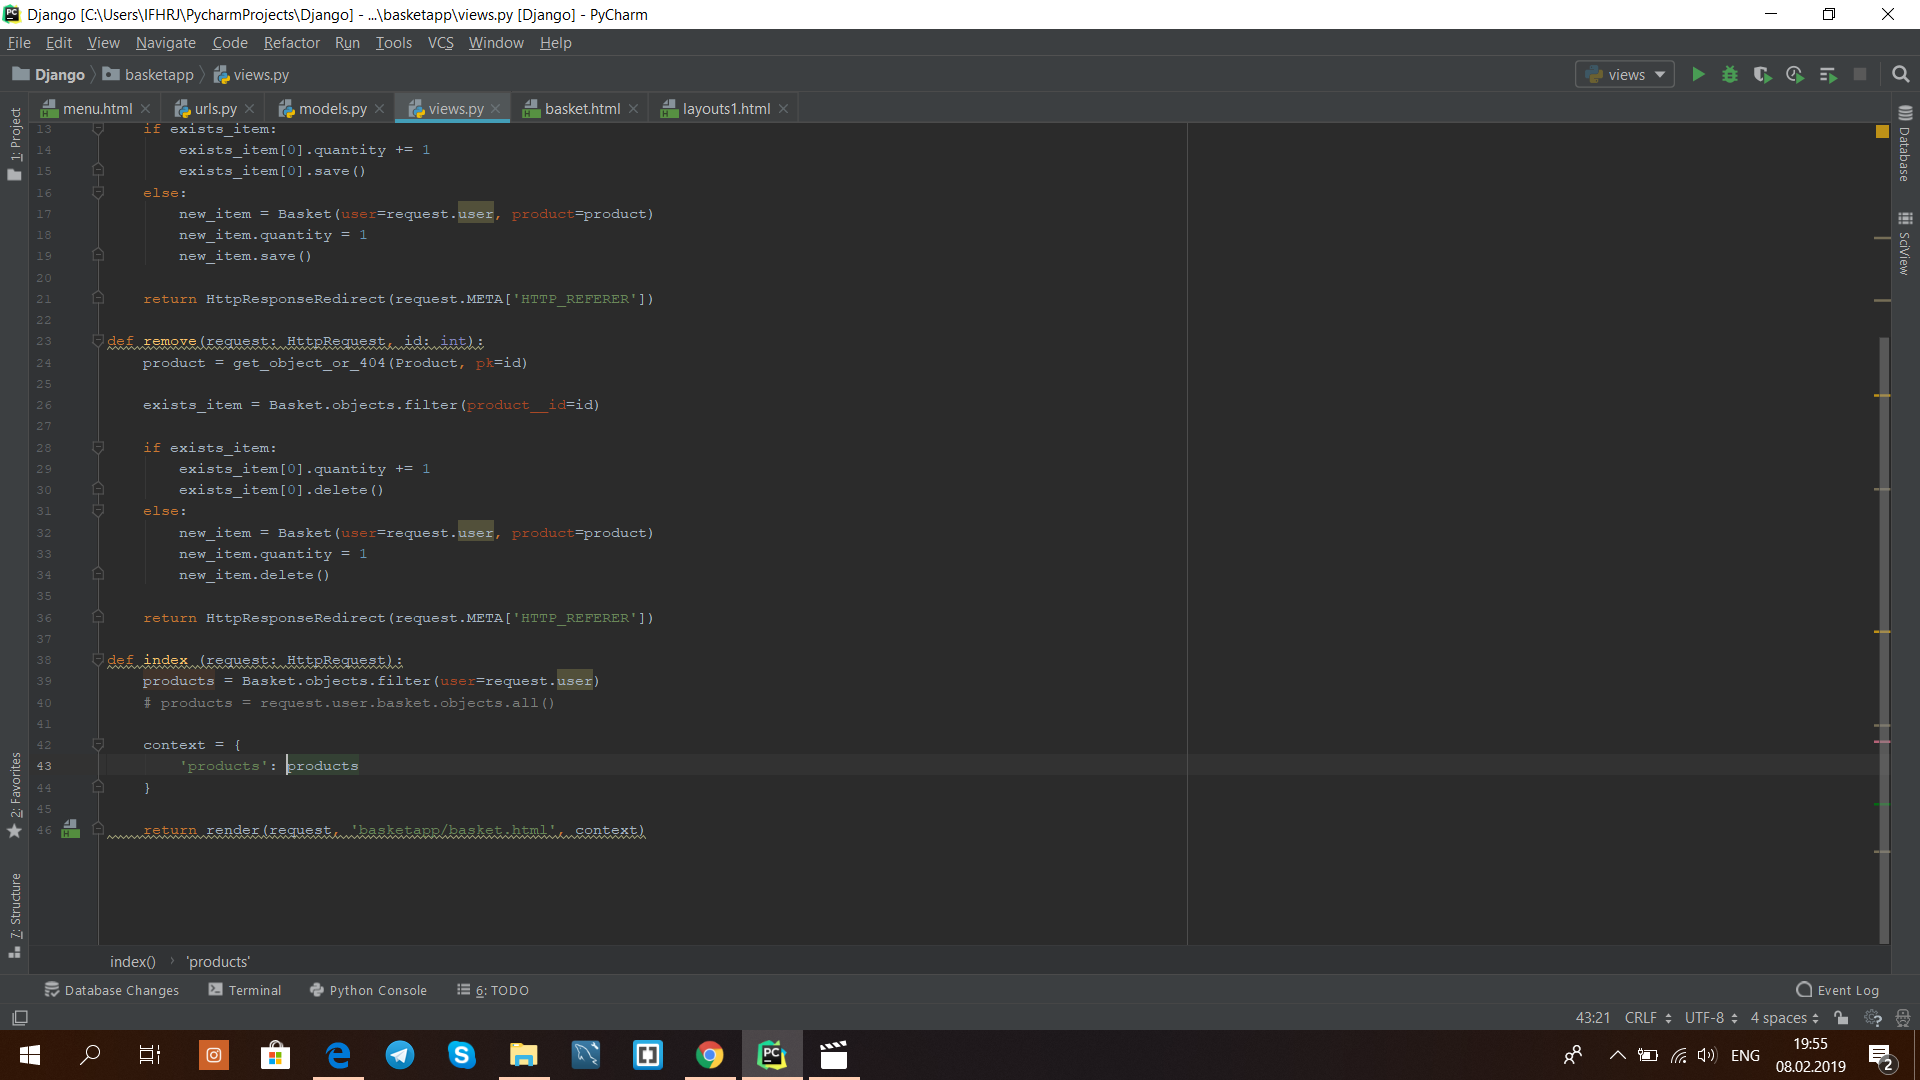 Django [C:\Users\IFHRJ\PycharmProjects\Django] - ...\basketapp\views.py [Django] - PyCharm
File Edit View Navigate Code Refactor Run Tools VCS Window Help
Django basketapp views.py views
menu.html urls.py models.py views.py basket.html layouts1.html
1: Project
Database
SciView
13 if exists_item:
14 exists_item[0].quantity += 1
15 exists_item[0].save()
16 else:
17 new_item = Basket(user=request.user, product=product)
18 new_item.quantity = 1
19 new_item.save()
20
21 return HttpResponseRedirect(request.META['HTTP_REFERER'])
22
23 def remove(request: HttpRequest, id: int):
24 product = get_object_or_404(Product, pk=id)
25
26 exists_item = Basket.objects.filter(product__id=id)
27
28 if exists_item:
29 exists_item[0].quantity += 1
30 exists_item[0].delete()
31 else:
32 new_item = Basket(user=request.user, product=product)
33 new_item.quantity = 1
34 new_item.delete()
35
36 return HttpResponseRedirect(request.META['HTTP_REFERER'])
37
38 def index (request: HttpRequest):
39 products = Basket.objects.filter(user=request.user)
40 # products = request.user.basket.objects.all()
41
42 context = {
43 'products': products
44 }
45
46 return render(request, 'basketapp/basket.html', context)
2: Favorites
7: Structure
index() 'products'
Database Changes Terminal Python Console 6: TODO Event Log
43:21 CRLF UTF-8 4 spaces
ENG
19:55
08.02.2019
2